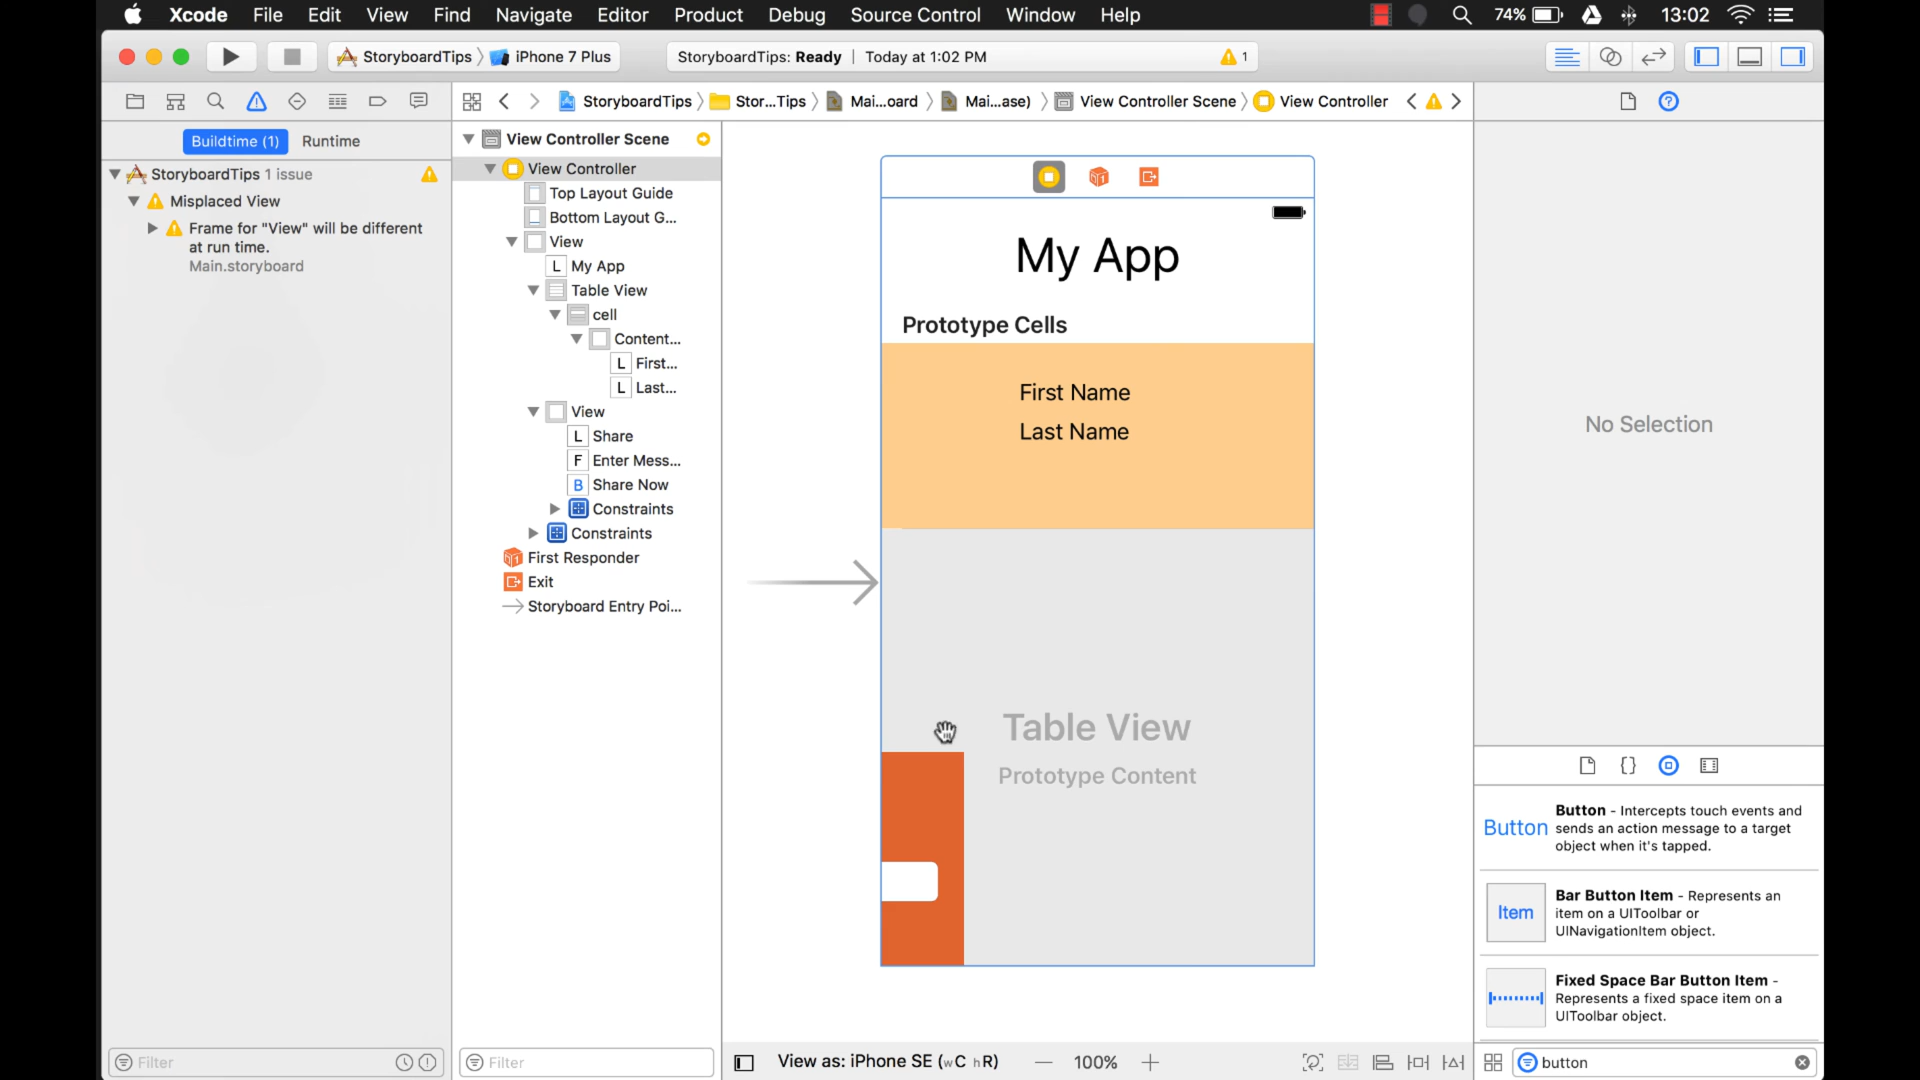 Xcode File Edit View Find Navigate Editor Product Debug Source Control Window Help 74% 13:02
StoryboardTips iPhone 7 Plus StoryboardTips: Ready Today at 1:02 PM 1
StoryboardTips Stor...Tips Mai...oard Mai...ase) View Controller Scene View Controller
Buildtime (1) Runtime
StoryboardTips 1 issue
Misplaced View
Frame for "View" will be different
at run time.
Main.storyboard
Filter
View Controller Scene
View Controller
Top Layout Guide
Bottom Layout G...
View
L My App
Table View
cell
Content...
L First...
L Last...
View
L Share
F Enter Mess...
B Share Now
Constraints
Constraints
First Responder
Exit
Storyboard Entry Poi...
Filter
My App
Prototype Cells
First Name
Last Name
Table View
Prototype Content
View as: iPhone SE (wC hR) 100%
No Selection
Button
Button - Intercepts touch events and
sends an action message to a target
object when it's tapped.
Item
Bar Button Item - Represents an
item on a UIToolbar or
UINavigationItem object.
Fixed Space Bar Button Item -
Represents a fixed space item on a
UIToolbar object.
button